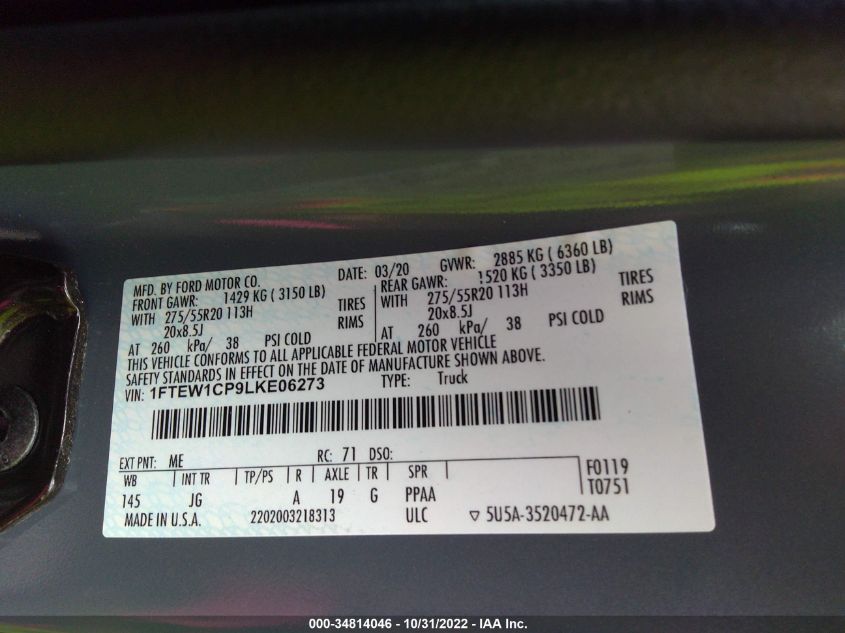 MFD. BY FORD MOTOR CO. DATE: 03/20 GVWR: 2885 KG ( 6360 LB)
FRONT GAWR: 1429 KG ( 3150 LB) REAR GAWR: 1520 KG ( 3350 LB)
WITH 275/55R20 113H TIRES WITH 275/55R20 113H TIRES
20x8.5J RIMS 20x8.5J RIMS
AT 260 kPa/ 38 PSI COLD AT 260 kPa/ 38 PSI COLD
THIS VEHICLE CONFORMS TO ALL APPLICABLE FEDERAL MOTOR VEHICLE
SAFETY STANDARDS IN EFFECT ON THE DATE OF MANUFACTURE SHOWN ABOVE.
VIN: 1FTEW1CP9LKE06273 TYPE: Truck
EXT PNT: ME RC: 71 DSO:
WB INT TR TP/PS R AXLE TR SPR F0119
145 JG A 19 G PPAA T0751
MADE IN U.S.A. 2202003218313 ULC ▽ 5U5A-3520472-AA
000-34814046 - 10/31/2022 - IAA Inc.